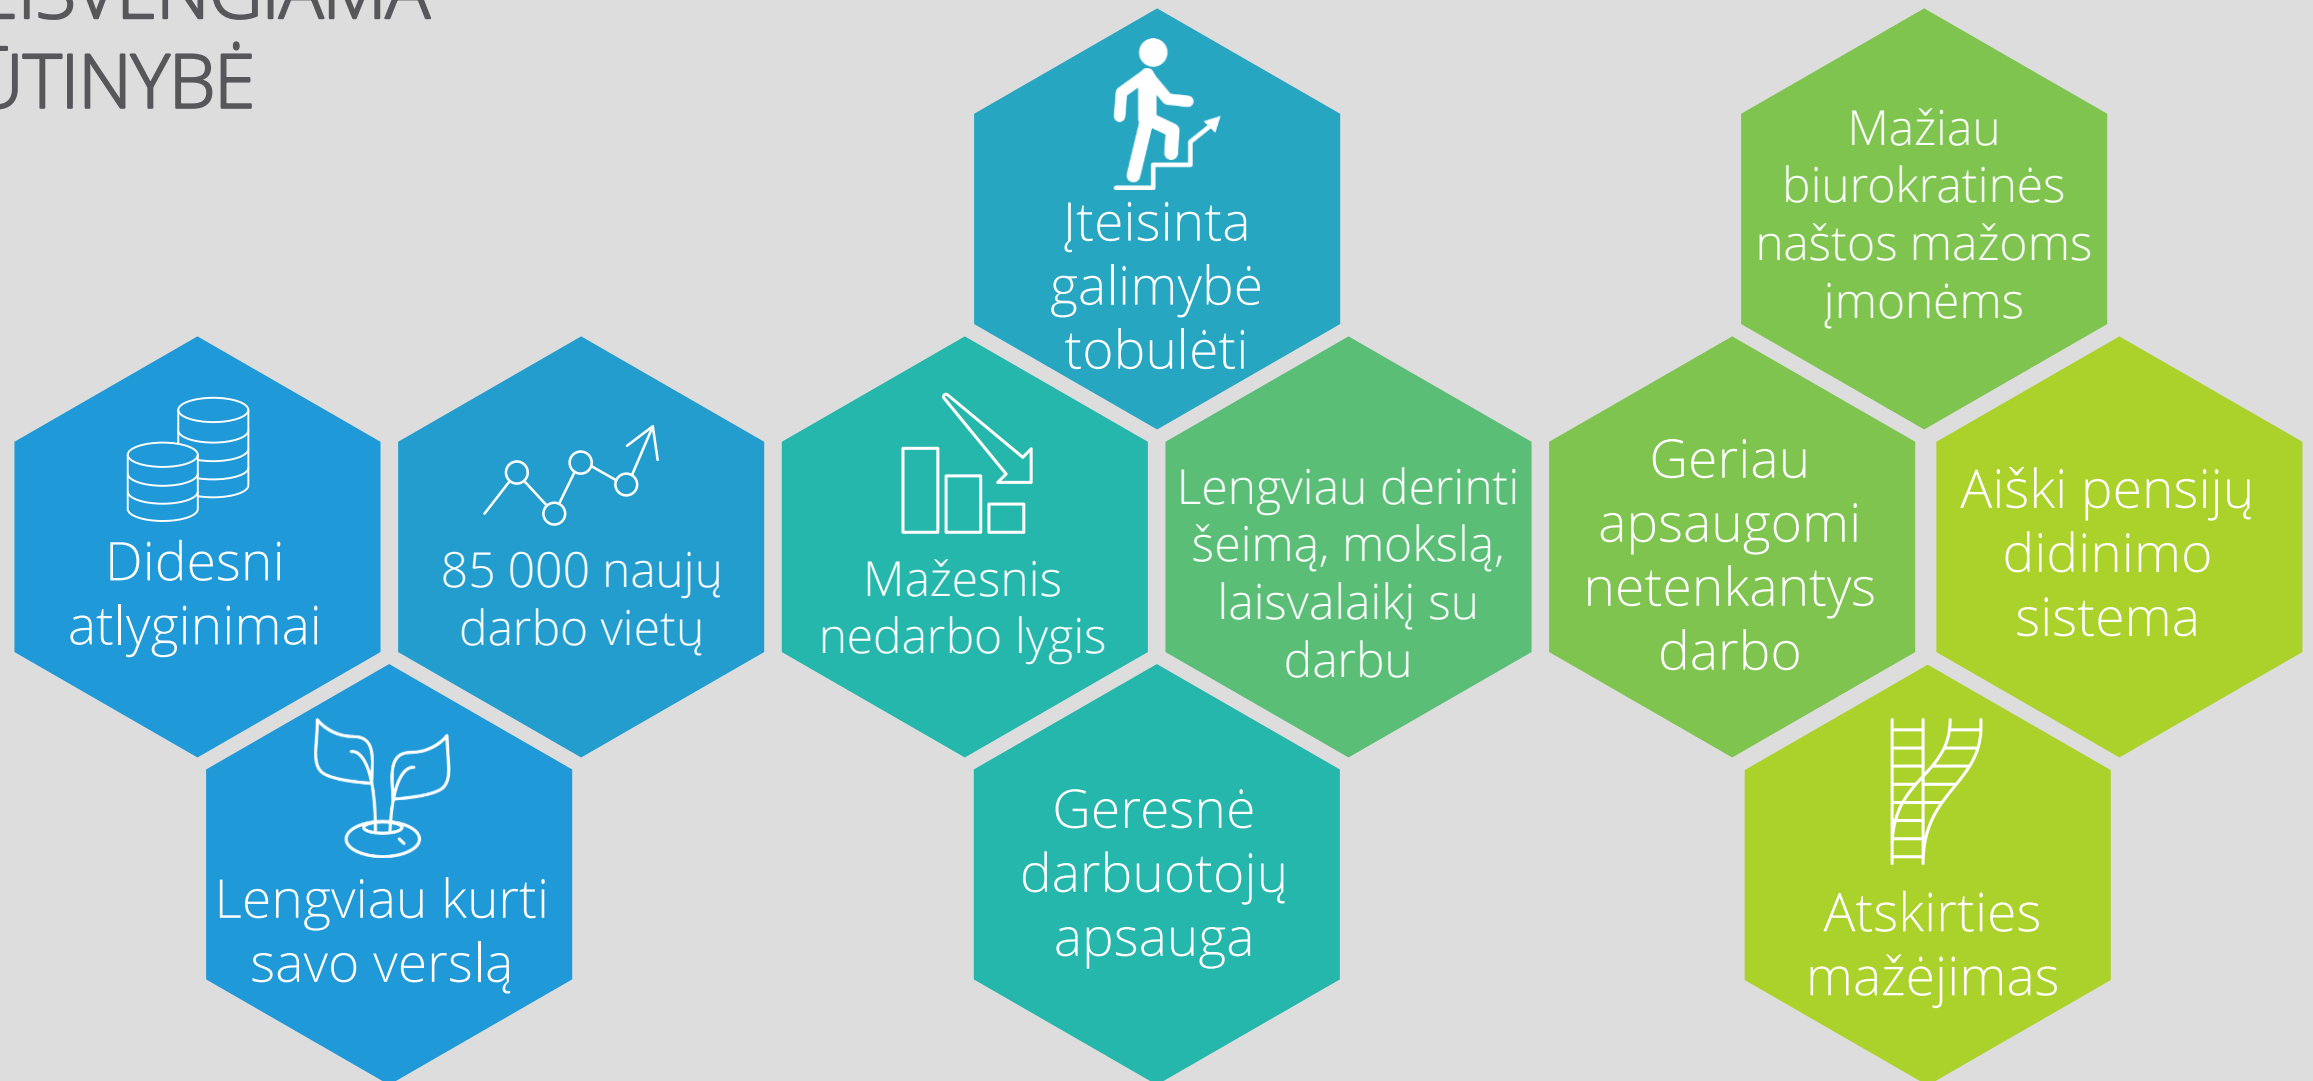 ŪTINYBĖ
Įteisinta
galimybė
tobulėti
Mažiau
biurokratinės
naštos mažoms
įmonėms
Didesni
atlyginimai
85 000 naujų
darbo vietų
Mažesnis
nedarbo lygis
Lengviau derinti
šeimą, mokslą,
laisvalaikį su
darbu
Geriau
apsaugomi
netenkantys
darbo
Aiški pensijų
didinimo
sistema
Lengviau kurti
savo verslą
Geresnė
darbuotojų
apsauga
Atskirties
mažėjimas